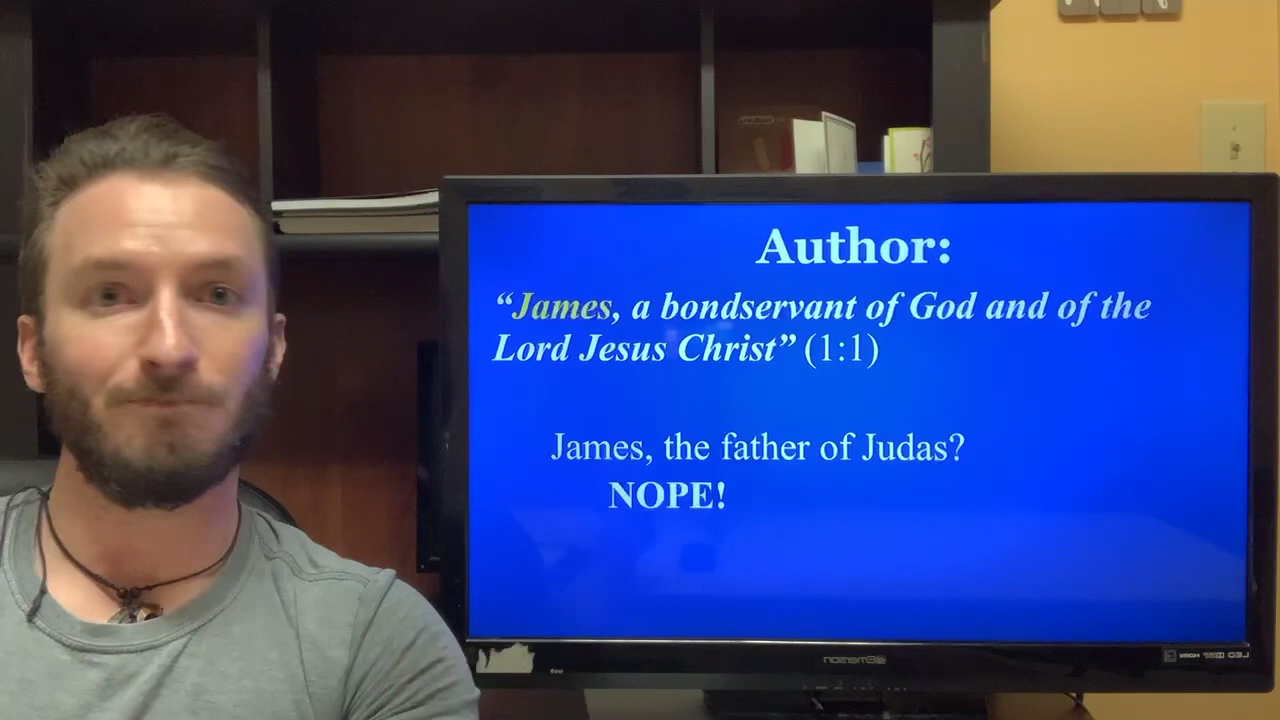 Author:
“James, a bondservant of God and of the
Lord Jesus Christ” (1:1)
James, the father of Judas?
NOPE!